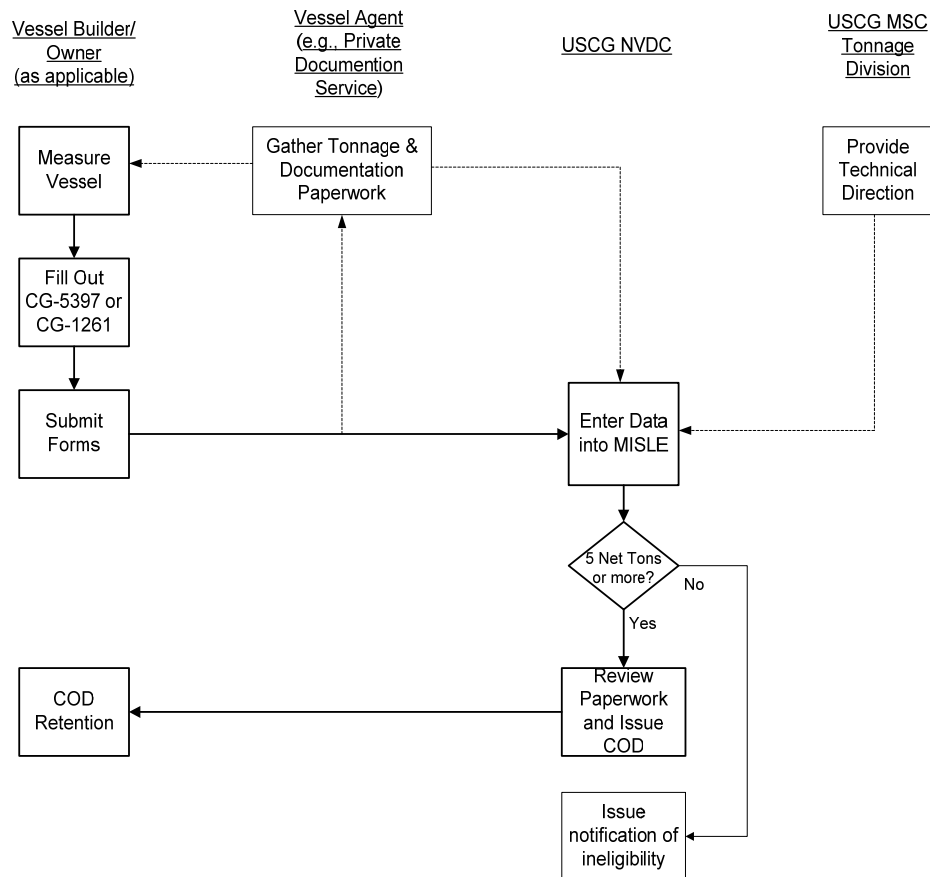 Vessel Builder/
Owner
(as applicable)
Vessel Agent
(e.g., Private
Documention
Service)
USCG NVDC
USCG MSC
Tonnage
Division
Measure
Vessel
Gather Tonnage &
Documentation
Paperwork
Provide
Technical
Direction
Fill Out
CG-5397 or
CG-1261
Submit
Forms
Enter Data
into MISLE
5 Net Tons
or more?
No
Yes
COD
Retention
Review
Paperwork
and Issue
COD
Issue
notification of
ineligibility